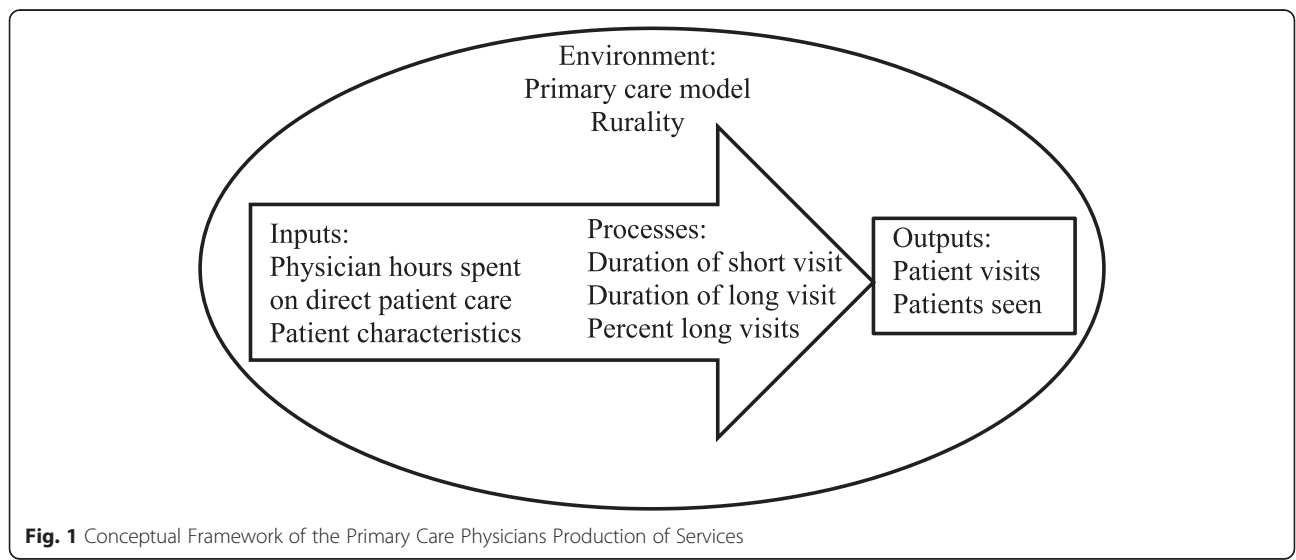 Environment:
Primary care model
Rurality
Inputs:
Physician hours spent
on direct patient care
Patient characteristics
Processes:
Duration of short visit
Duration of long visit
Percent long visits
Outputs:
Patient visits
Patients seen
Fig. 1 Conceptual Framework of the Primary Care Physicians Production of Services